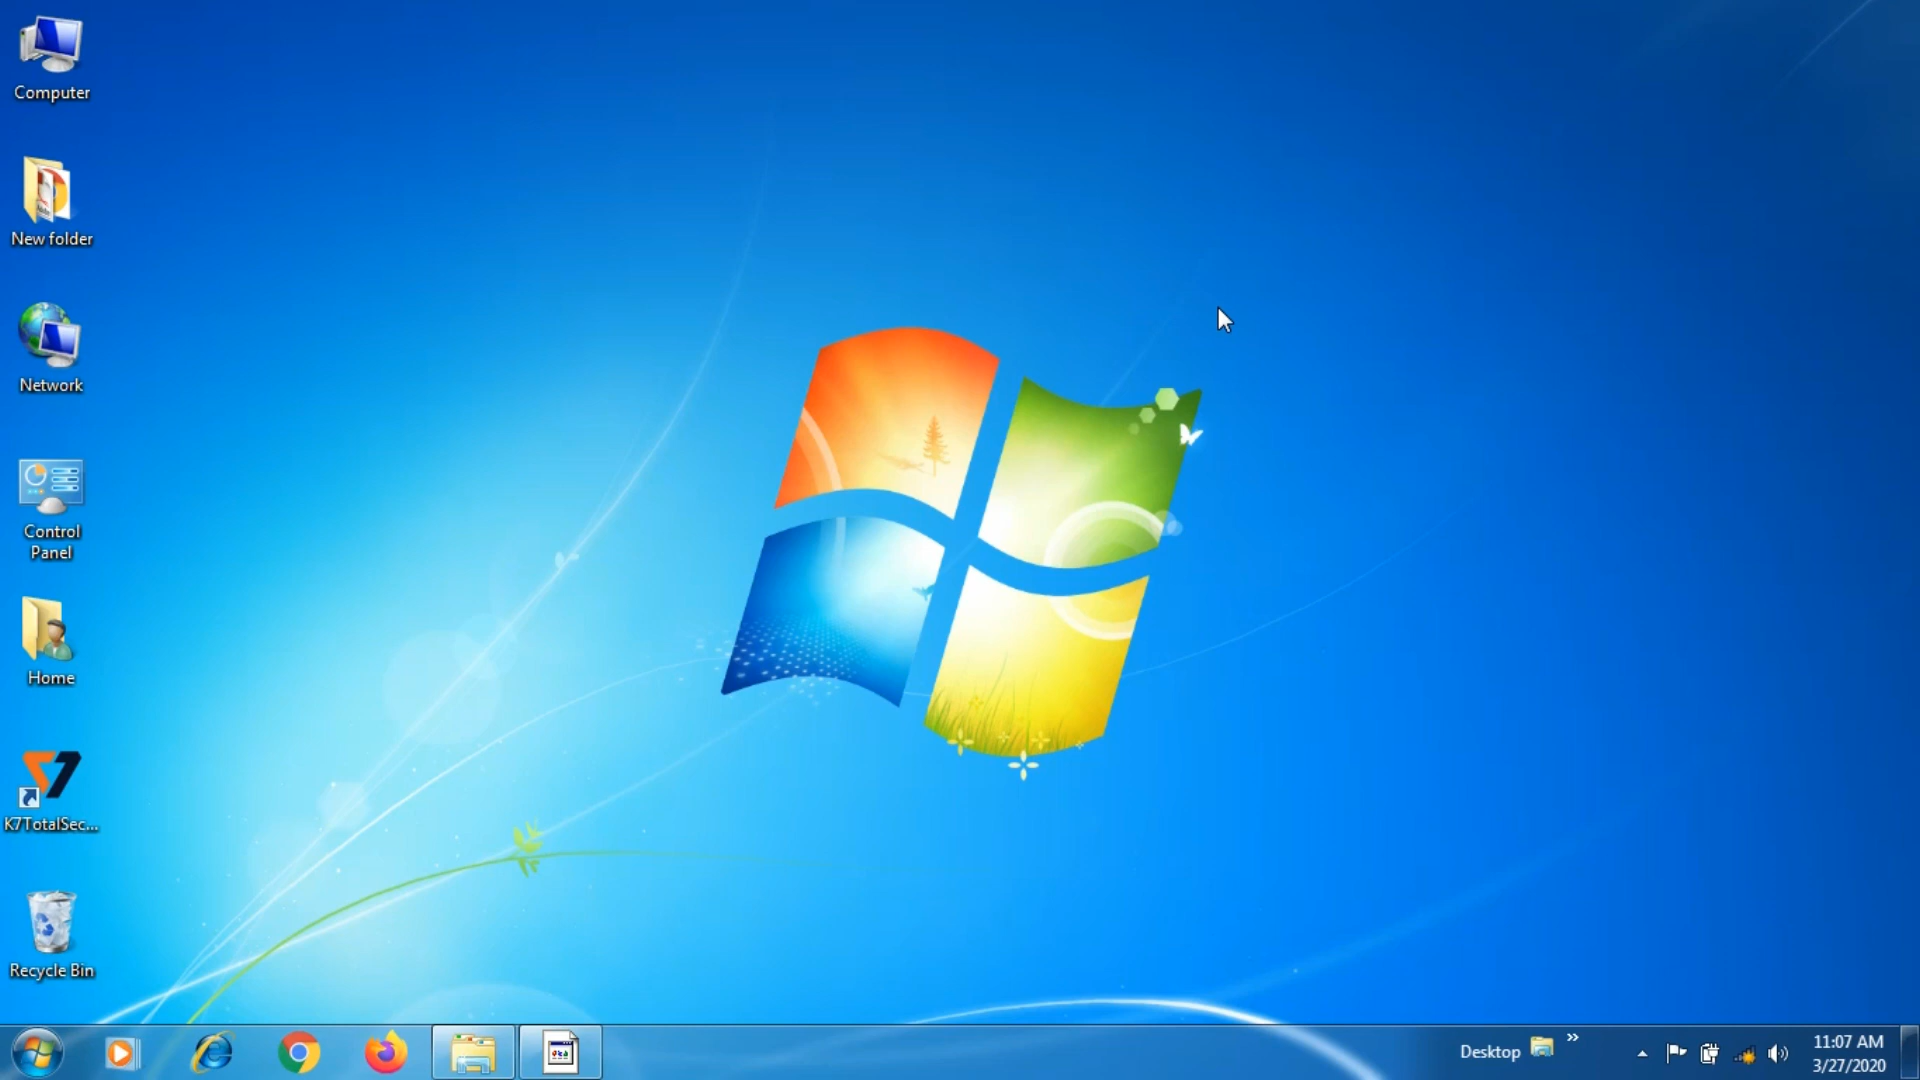 Computer
New folder
Network
Control
Panel
Home
K7TotalSec...
Recycle Bin
Desktop
11:07 AM
3/27/2020